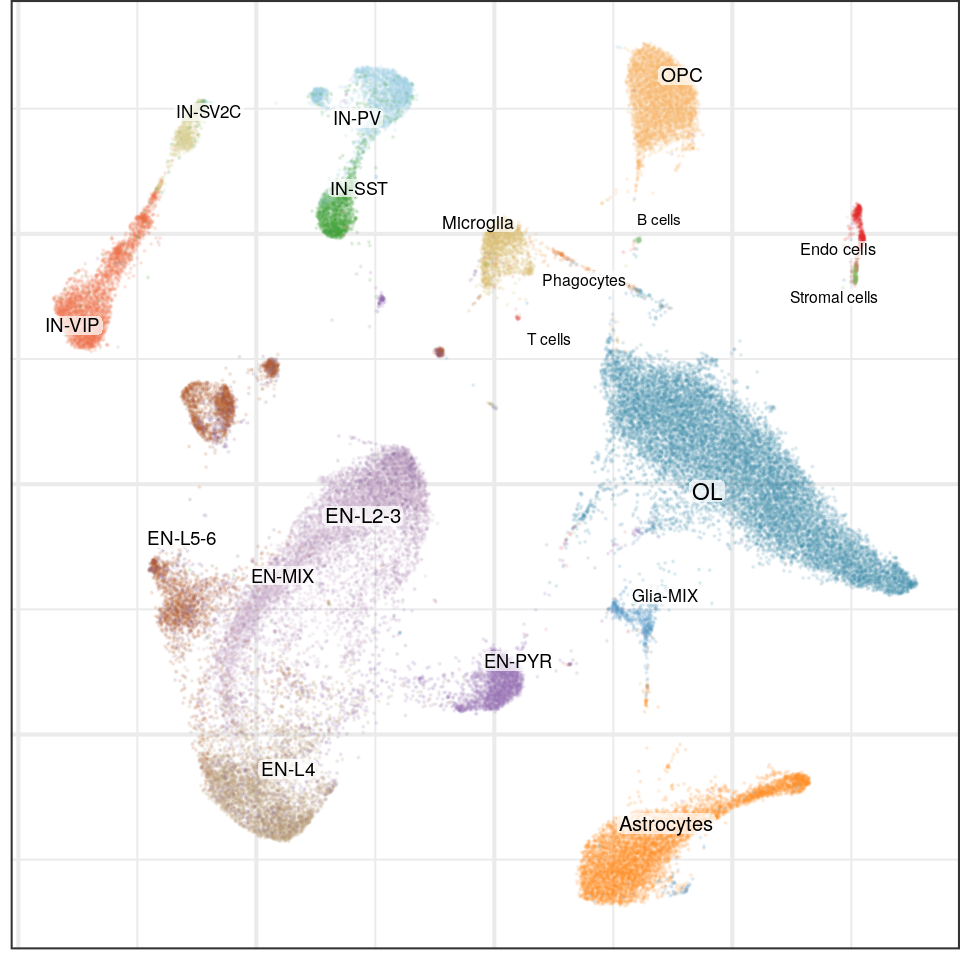 OPC
IN-SV2C
IN-PV
IN-SST
B cells
Microglia
Endo cells
Phagocytes
Stromal cells
IN-VIP
T cells
OL
EN-L2-3
EN-L5-6
EN-MIX
Glia-MIX
EN-PYR
EN-L4
Astrocytes